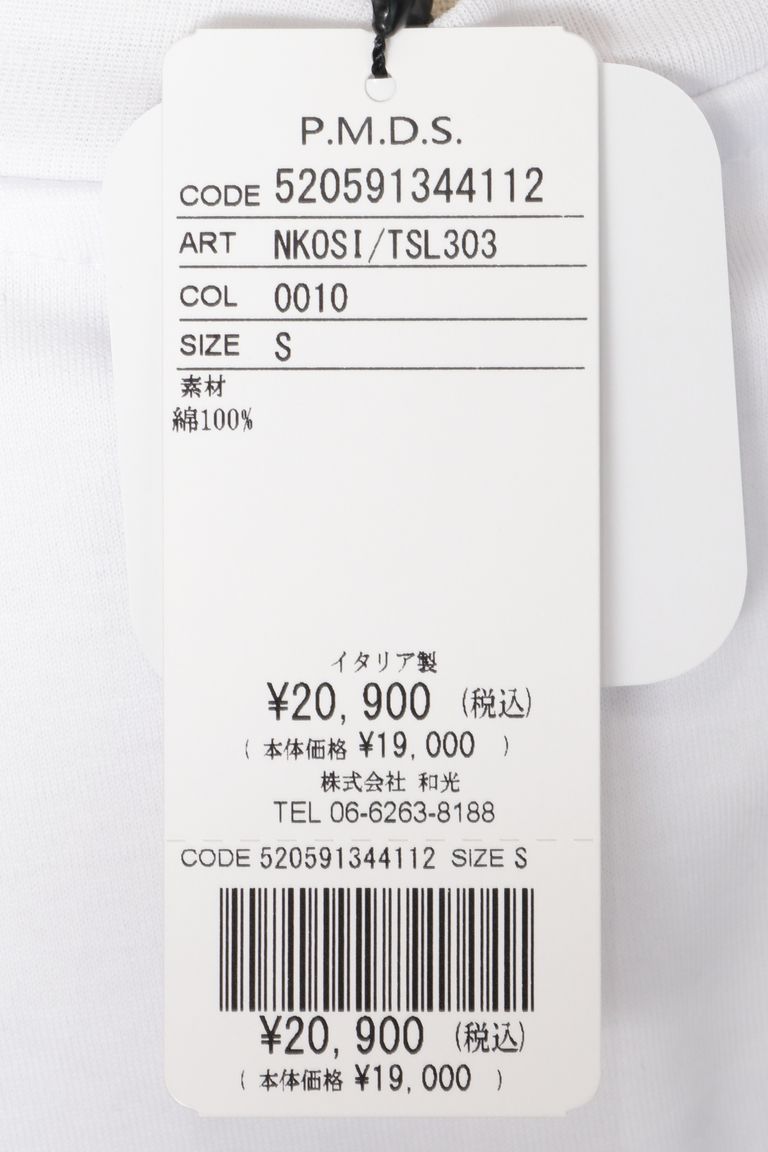 P.M.D.S.
CODE 520591344112
ART NKOSI/TSL303
COL 0010
SIZE S
素材
綿100%
イタリア製
¥20,900 (税込)
( 本体価格 ¥19,000 )
株式会社 和光
TEL 06-6263-8188
CODE 520591344112 SIZE S
¥20,900 (税込)
( 本体価格 ¥19,000 )